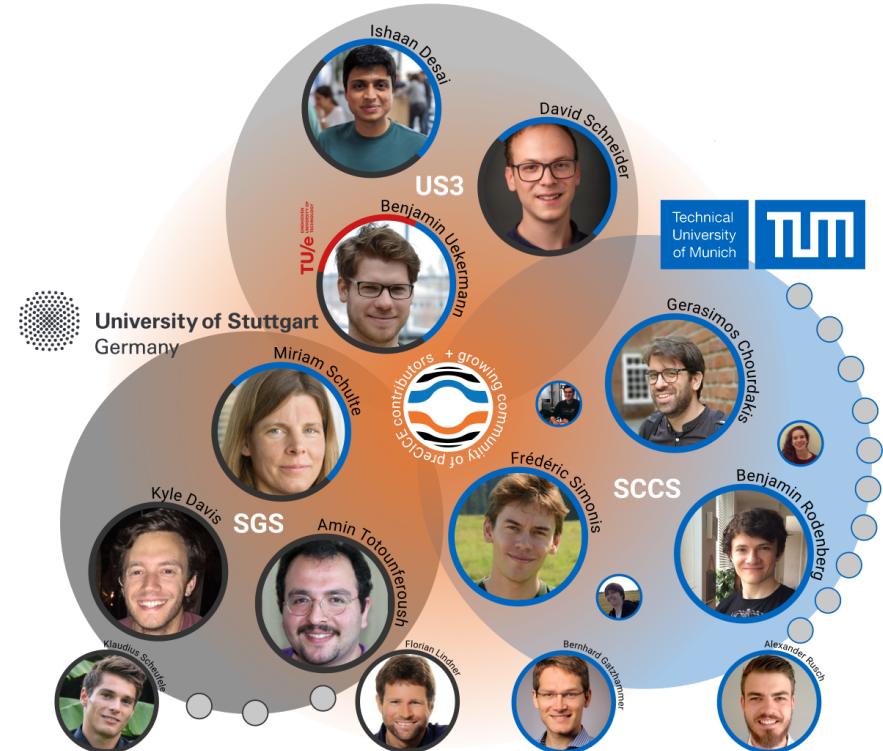 Ishaan Desai
David Schneider
US3
TU/e
EINDHOVEN
UNIVERSITY OF
TECHNOLOGY
Benjamin Uekermann
Technical
University
of Munich
TUM
University of Stuttgart
Germany
Gerasimos Chourdakis
Miriam Schulte
+ growing community of preCICE contributors
Frédéric Simonis
SCCS
Benjamin Rodenberg
Kyle Davis
SGS
Amin Totounferoush
Klaudius Scheufele
Florian Lindner
Bernhard Gatzhammer
Alexander Rusch